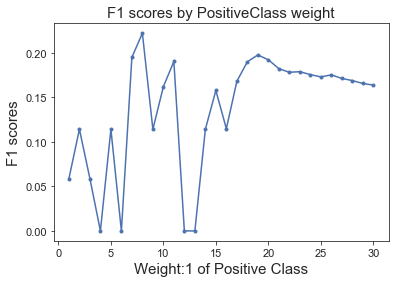 F1 scores by PositiveClass weight
F1 scores
0.20
0.15
0.10
0.05
0.00
0 5 10 15 20 25 30
Weight:1 of Positive Class